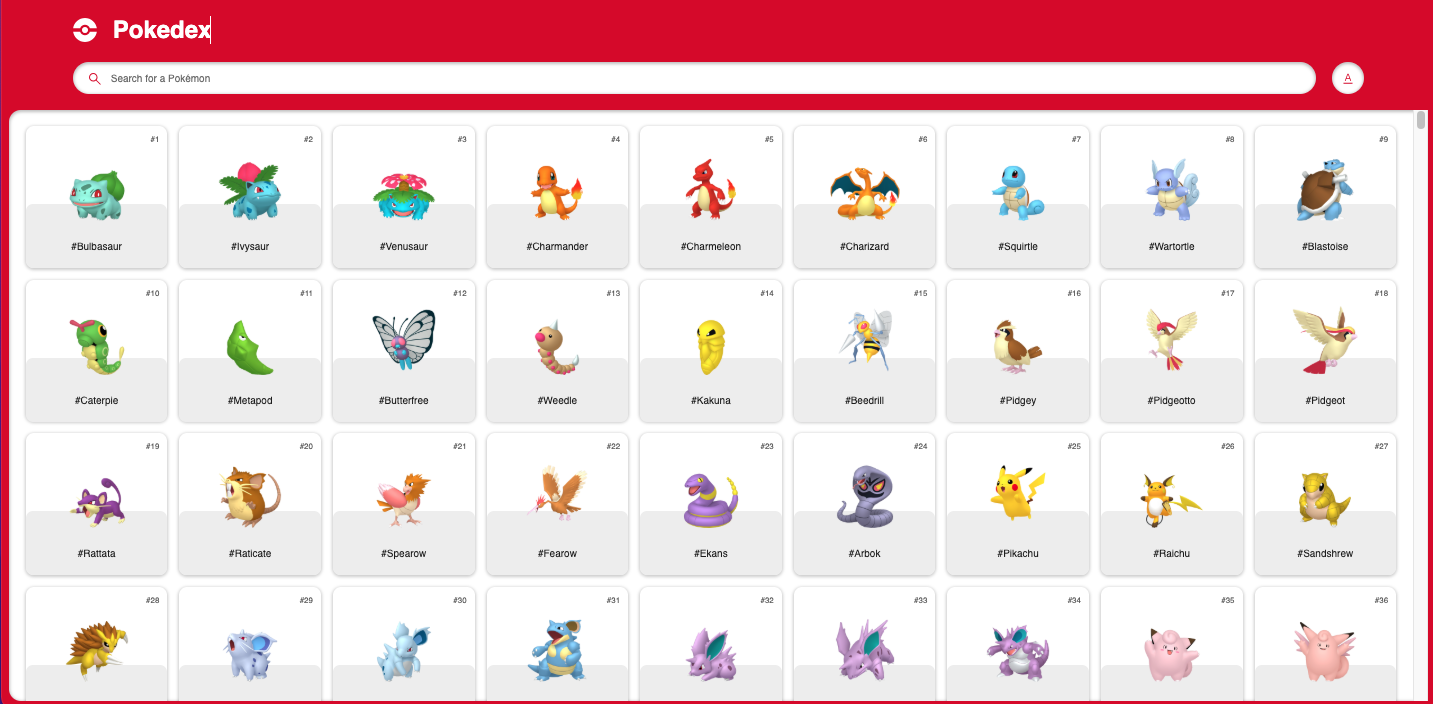 Pokedex
Search for a Pokémon
A
#1 #2 #3 #4 #5 #6 #7 #8 #9
#Bulbasaur #Ivysaur #Venusaur #Charmander #Charmeleon #Charizard #Squirtle #Wartortle #Blastoise
#10 #11 #12 #13 #14 #15 #16 #17 #18
#Caterpie #Metapod #Butterfree #Weedle #Kakuna #Beedrill #Pidgey #Pidgeotto #Pidgeot
#19 #20 #21 #22 #23 #24 #25 #26 #27
#Rattata #Raticate #Spearow #Fearow #Ekans #Arbok #Pikachu #Raichu #Sandshrew
#28 #29 #30 #31 #32 #33 #34 #35 #36